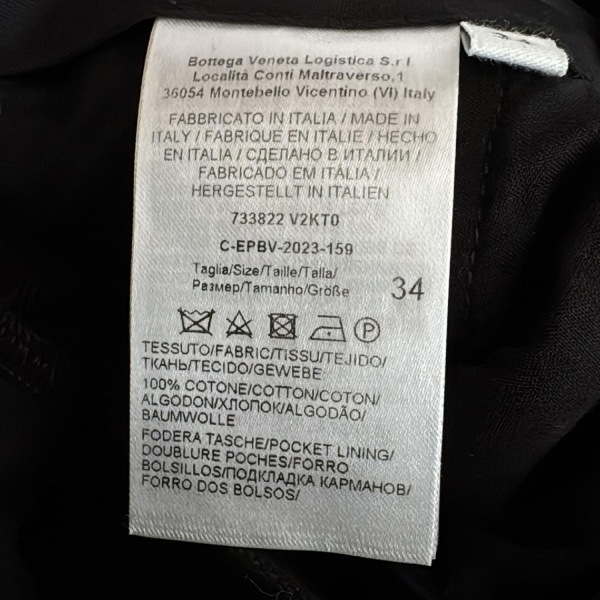 Bottega Veneta Logistica S.r.l
Località Conti Maltraverso,1
36054 Montebello Vicentino (VI) Italy
FABBRICATO IN ITALIA / MADE IN
ITALY / FABRIQUE EN ITALIE / HECHO
EN ITALIA / СДЕЛАНО В ИТАЛИИ /
FABRICADO EM ITÁLIA /
HERGESTELLT IN ITALIEN
733822 V2KT0
C-EPBV-2023-159
Taglia/Size/Taille/Talla/
Размер/Tamanho/Größe 34
P
TESSUTO/FABRIC/TISSU/TEJIDO/
ТКАНЬ/TECIDO/GEWEBE
100% COTONE/COTTON/COTON/
ALGODON/ХЛОПОК/ALGODÃO/
BAUMWOLLE
FODERA TASCHE/POCKET LINING/
DOUBLURE POCHES/FORRO
BOLSILLOS/ПОДКЛАДКА КАРМАНОВ/
FORRO DOS BOLSOS/